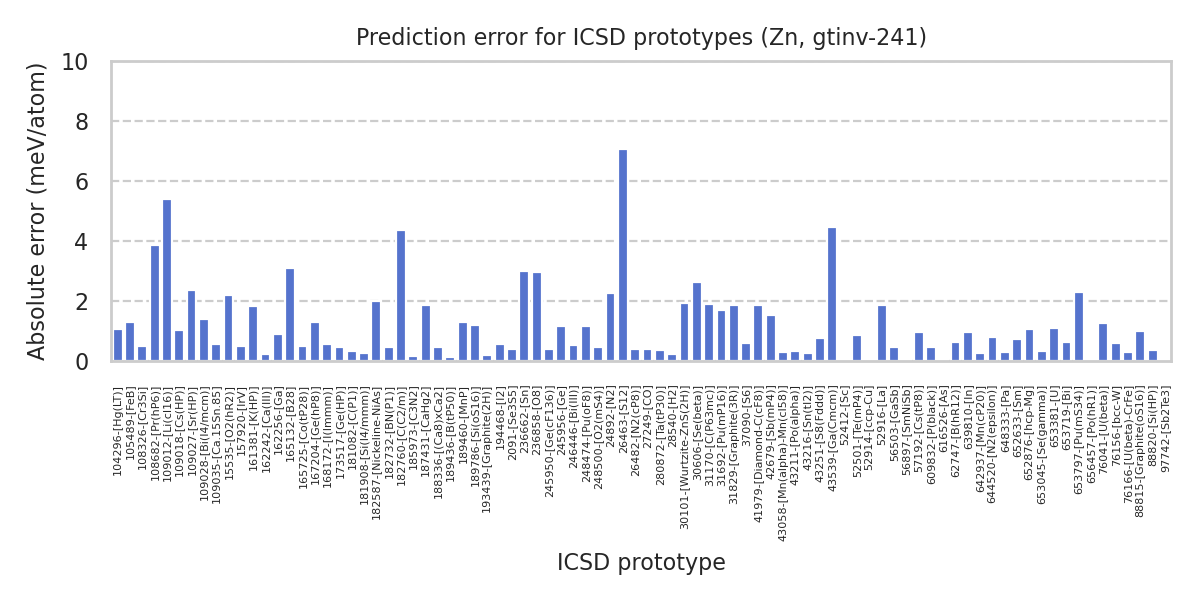 Prediction error for ICSD prototypes (Zn, gtinv-241)
Absolute error (meV/atom)
10
8
6
4
2
0
104296-[Hg(LT)]
105489-[FeB]
108326-[Cr3Si]
108682-[Pr(hP6)]
109012-[Li(cI16)]
109018-[Cs(HP)]
109027-[Sr(HP)]
109028-[Bi(I4/mcm)]
109035-[Ca.15Sn.85]
15535-[O2(hR2)]
157920-[IrV]
161381-[K(HP)]
162242-[Ca(III)]
162256-[Ga]
165132-[B28]
165725-[Co(tP28)]
167204-[Ge(hP8)]
168172-[I(Immm)]
173517-[Ge(HP)]
181082-[C(P1)]
181908-[Si(I4/mmm)]
182587-[Nickeline-NiAs]
182732-[BN(P1)]
182760-[C(C2/m)]
185973-[C3N2]
187431-[CaHg2]
188336-[(Ca8)xCa2]
189436-[B(tP50)]
189460-[MnP]
189786-[Si(oS16)]
193439-[Graphite(2H)]
194468-[I2]
2091-[Se3S5]
236662-[Sn]
236858-[O8]
245950-[Ge(cF136)]
245956-[Ge]
246446-[Bi(III)]
248474-[Pu(oF8)]
248500-[O2(mS4)]
24892-[N2]
26463-[S12]
26482-[N2(cP8)]
27249-[CO]
280872-[Ta(tP30)]
28540-[H2]
30101-[Wurtzite-ZnS(2H)]
30606-[Se(beta)]
31170-[C(P63mc)]
31692-[Pu(mP16)]
31829-[Graphite(3R)]
37090-[S6]
41979-[Diamond-C(cF8)]
42679-[Sb(mP4)]
43058-[Mn(alpha)-Mn(cI58)]
43211-[Po(alpha)]
43216-[Sn(tI2)]
43251-[S8(Fddd)]
43539-[Ga(Cmcm)]
52412-[Sc]
52501-[Te(mP4)]
52914-[ccp-Cu]
52916-[La]
56503-[GaSb]
56897-[SmNiSb]
57192-[Cs(tP8)]
609832-[P(black)]
616526-[As]
62747-[B(hR12)]
639810-[In]
642937-[Mn(cP20)]
644520-[N2(epsilon)]
648333-[Pa]
652633-[Sm]
652876-[hcp-Mg]
653045-[Se(gamma)]
653381-[U]
653719-[Bi]
653797-[Pu(mS34)]
656457-[Po(hR1)]
76041-[U(beta)]
76156-[bcc-W]
76166-[U(beta)-CrFe]
88815-[Graphite(oS16)]
88820-[Si(HP)]
97742-[Sb2Te3]
ICSD prototype